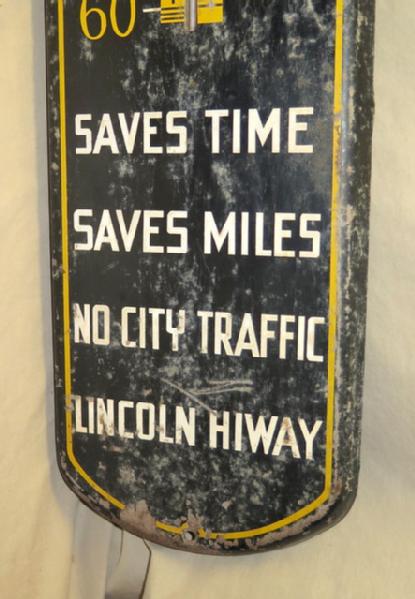 60
SAVES TIME
SAVES MILES
NO CITY TRAFFIC
LINCOLN HIWAY